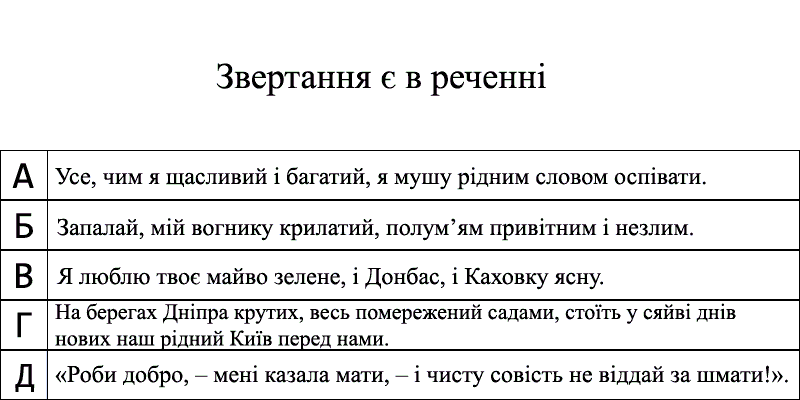 Звертання є в реченні
А Усе, чим я щасливий і багатий, я мушу рідним словом оспівати.
Б Запалай, мій вогнику крилатий, полум’ям привітним і незлим.
В Я люблю твоє майво зелене, і Донбас, і Каховку ясну.
Г На берегах Дніпра крутих, весь помережений садами, стоїть у сяйві днів
нових наш рідний Київ перед нами.
Д «Роби добро, – мені казала мати, – і чисту совість не віддай за шмати!».